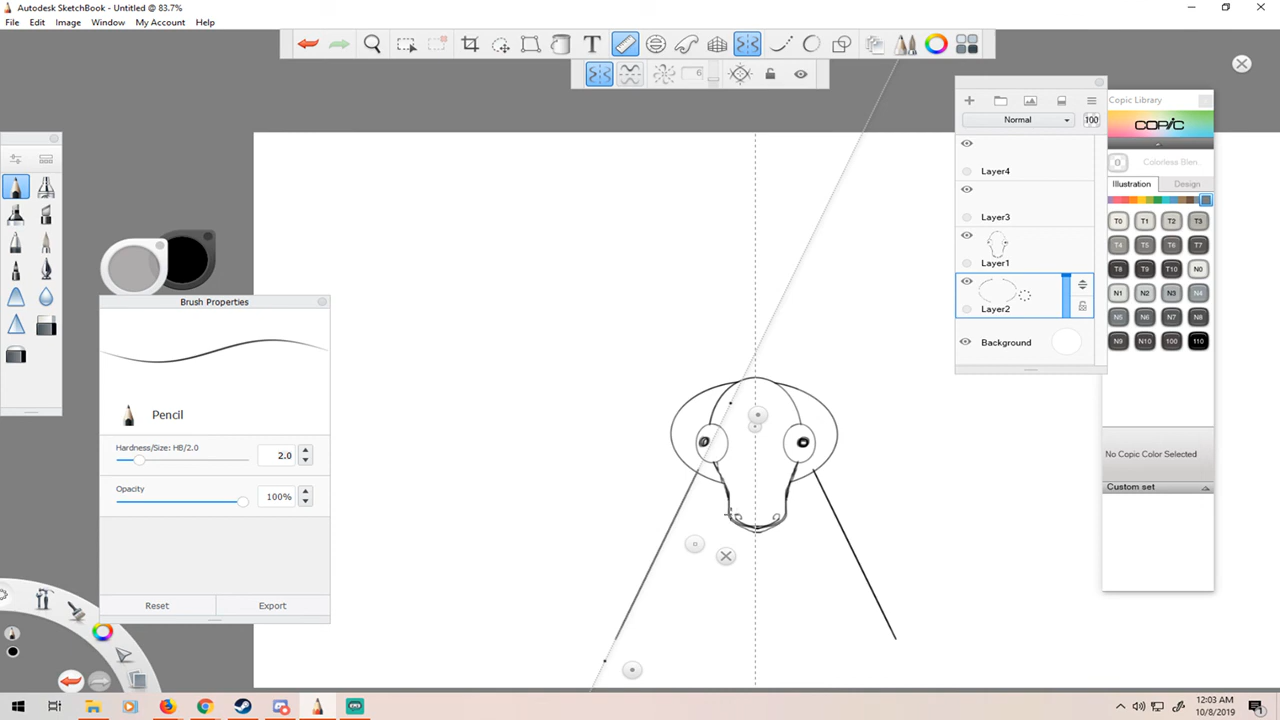 Autodesk SketchBook - Untitled @ 83.7%
File Edit Image Window My Account Help
T
6
Normal 100
Layer4
Layer3
Layer1
Layer2
Background
Copic Library
COPIC
Colorless Blen
Illustration Design
T0 T1 T2 T3
T4 T5 T6 T7
T8 T9 T10 N0
N1 N2 N3 N4
N5 N6 N7 N8
N9 N10 100 110
No Copic Color Selected
Custom set
Brush Properties
Pencil
Hardness/Size: HB/2.0
2.0
Opacity
100%
Reset Export
12:03 AM
10/8/2019
1